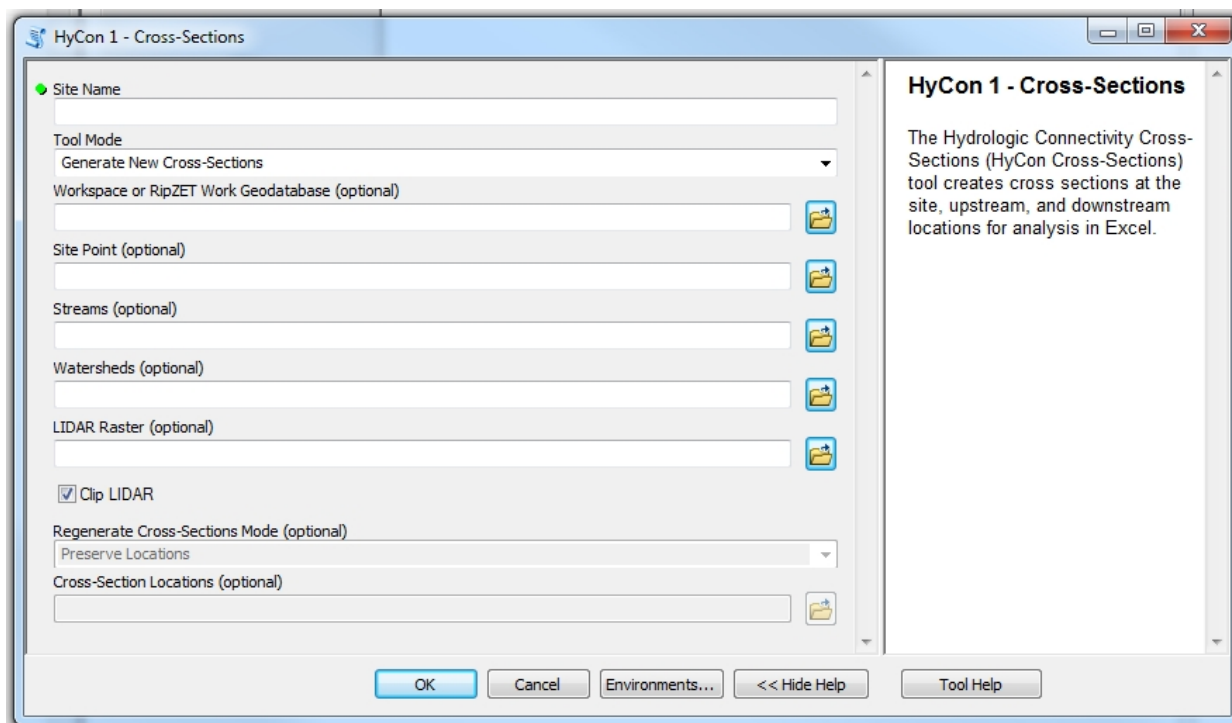 HyCon 1 - Cross-Sections
Site Name
Tool Mode
Generate New Cross-Sections
Workspace or RipZET Work Geodatabase (optional)
Site Point (optional)
Streams (optional)
Watersheds (optional)
LIDAR Raster (optional)
Clip LIDAR
Regenerate Cross-Sections Mode (optional)
Preserve Locations
Cross-Section Locations (optional)
OK
Cancel
Environments...
<< Hide Help
HyCon 1 - Cross-Sections
The Hydrologic Connectivity Cross-
Sections (HyCon Cross-Sections)
tool creates cross sections at the
site, upstream, and downstream
locations for analysis in Excel.
Tool Help